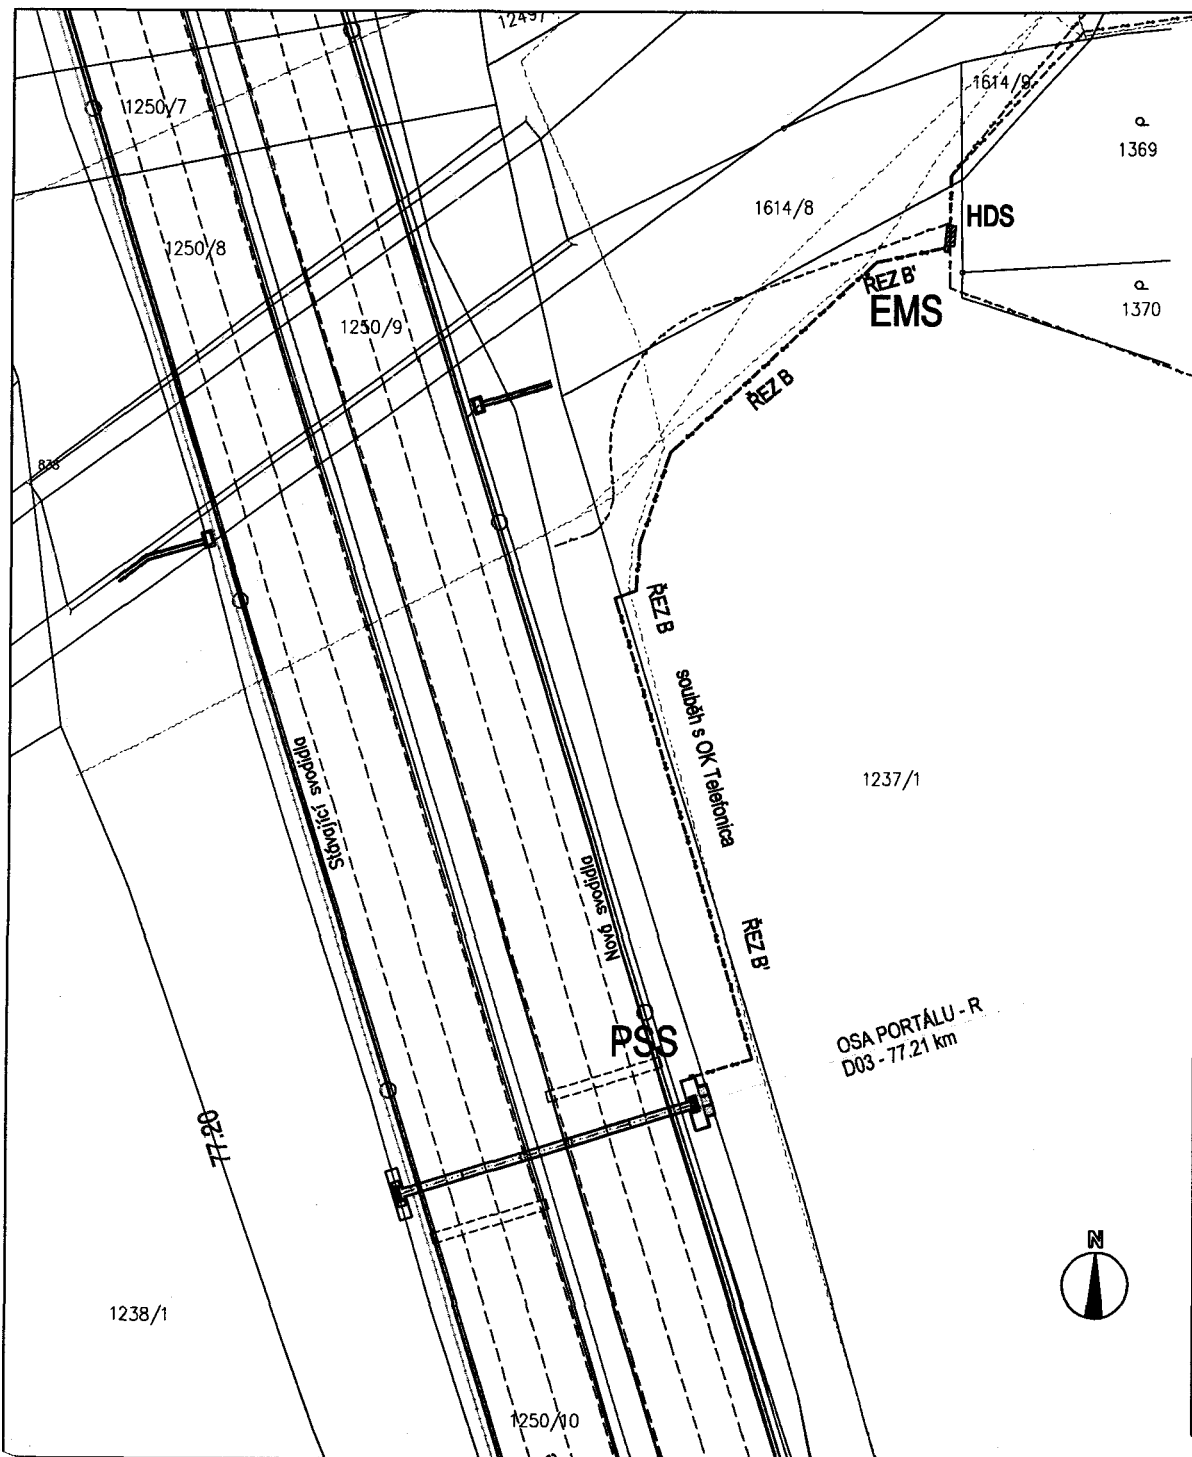 1250/7
1614/9
1369
1614/8
HDS
1250/8
ŘEZ B'
EMS
1370
1250/9
ŘEZ B
ŘEZ B
souběh s OK Telefonica
Stávající svodidla
1237/1
Nová svodidla
ŘEZ B'
OSA PORTÁLU - R
D03 - 77.21 km
PSS
77.20
N
1238/1
1250/10